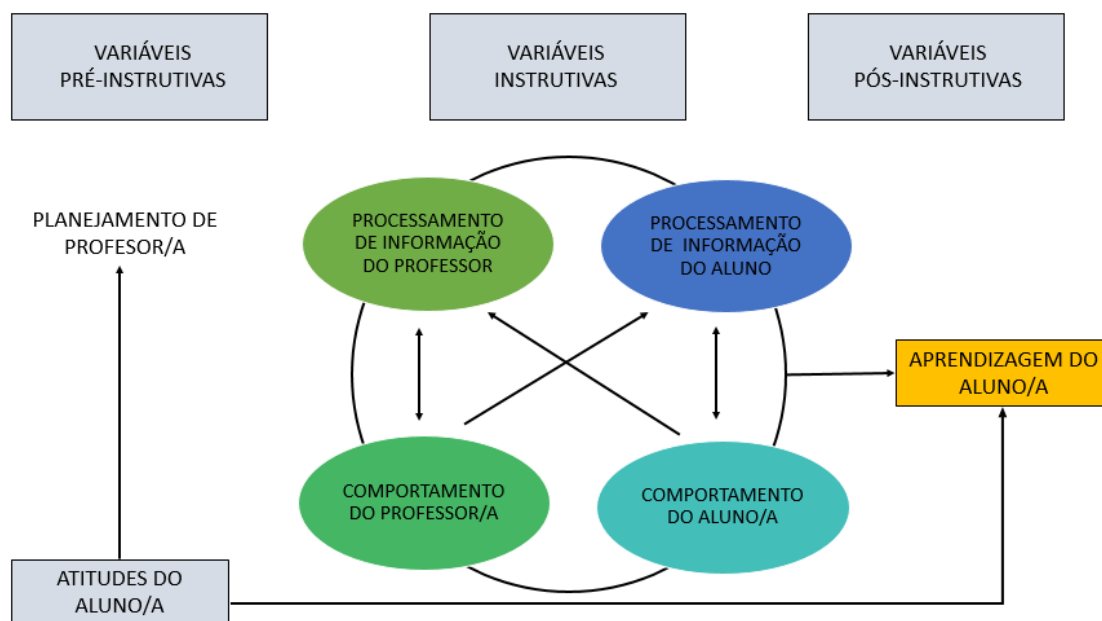 VARIÁVEIS
PRÉ-INSTRUTIVAS
VARIÁVEIS
INSTRUTIVAS
VARIÁVEIS
PÓS-INSTRUTIVAS
PLANEJAMENTO DE
PROFESOR/A
PROCESSAMENTO
DE INFORMAÇÃO
DO PROFESSOR
PROCESSAMENTO
DE INFORMAÇÃO
DO ALUNO
APRENDIZAGEM DO
ALUNO/A
COMPORTAMENTO
DO PROFESSOR/A
COMPORTAMENTO
DO ALUNO/A
ATITUDES DO
ALUNO/A